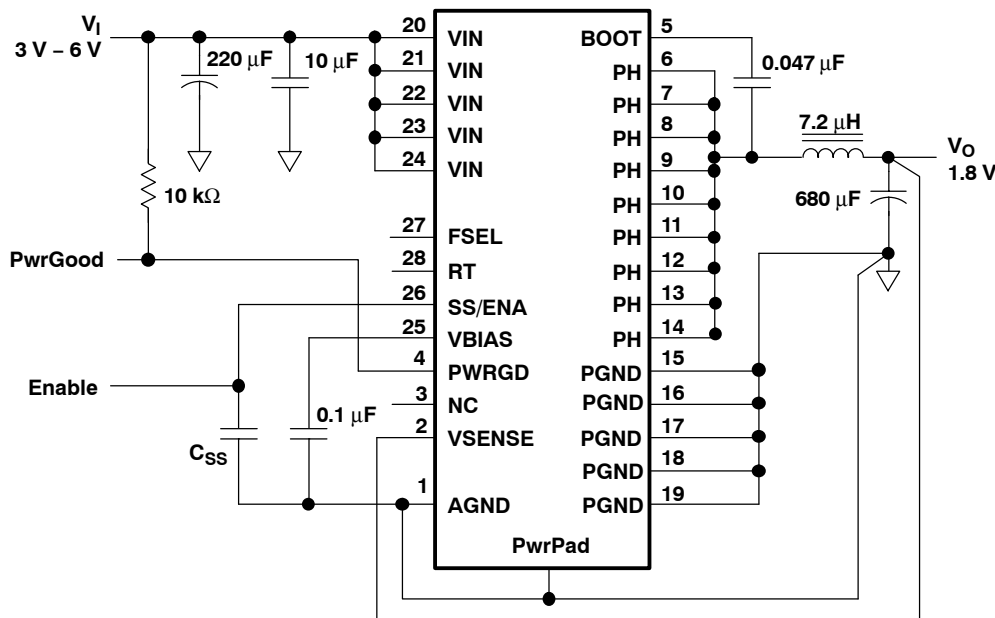 V_I
3 V – 6 V
220 μF
10 μF
10 kΩ
PwrGood
Enable
C_SS
0.1 μF
20 VIN
21 VIN
22 VIN
23 VIN
24 VIN
27 FSEL
28 RT
26 SS/ENA
25 VBIAS
4 PWRGD
3 NC
2 VSENSE
1 AGND
PwrPad
BOOT 5
PH 6
PH 7
PH 8
PH 9
PH 10
PH 11
PH 12
PH 13
PH 14
PGND 15
PGND 16
PGND 17
PGND 18
PGND 19
0.047 μF
7.2 μH
V_O
1.8 V
680 μF